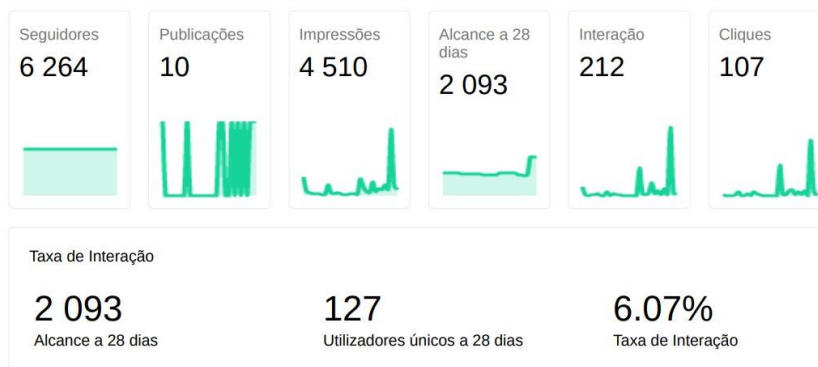 Seguidores
6 264
Publicações
10
Impressões
4 510
Alcance a 28
dias
2 093
Interação
212
Cliques
107
Taxa de Interação
2 093
Alcance a 28 dias
127
Utilizadores únicos a 28 dias
6.07%
Taxa de Interação